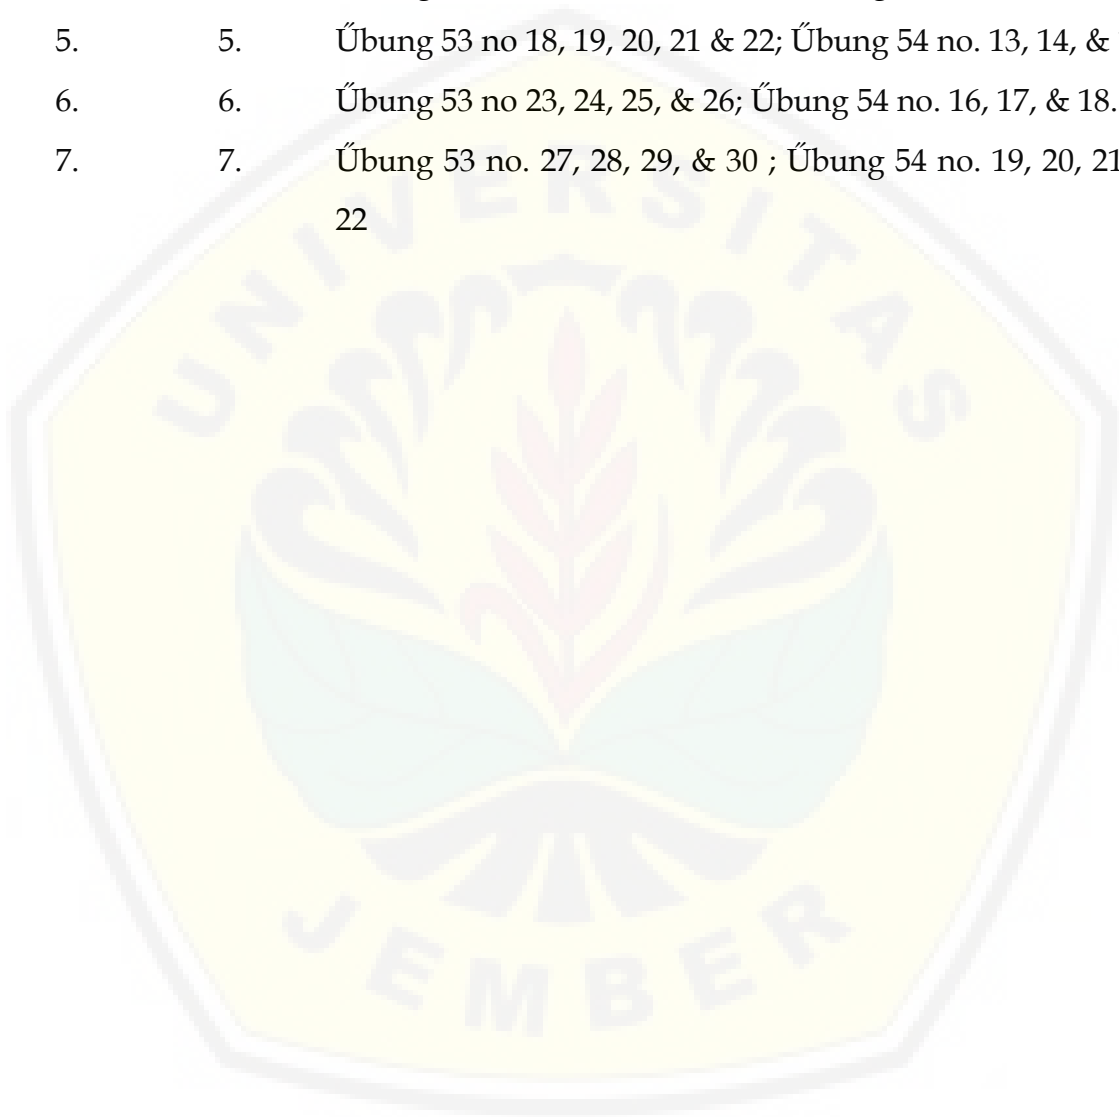 5. 5. Űbung 53 no 18, 19, 20, 21 & 22; Űbung 54 no. 13, 14, &
6. 6. Űbung 53 no 23, 24, 25, & 26; Űbung 54 no. 16, 17, & 18.
7. 7. Űbung 53 no. 27, 28, 29, & 30 ; Űbung 54 no. 19, 20, 21
22
UNIVERSITAS
JEMBER